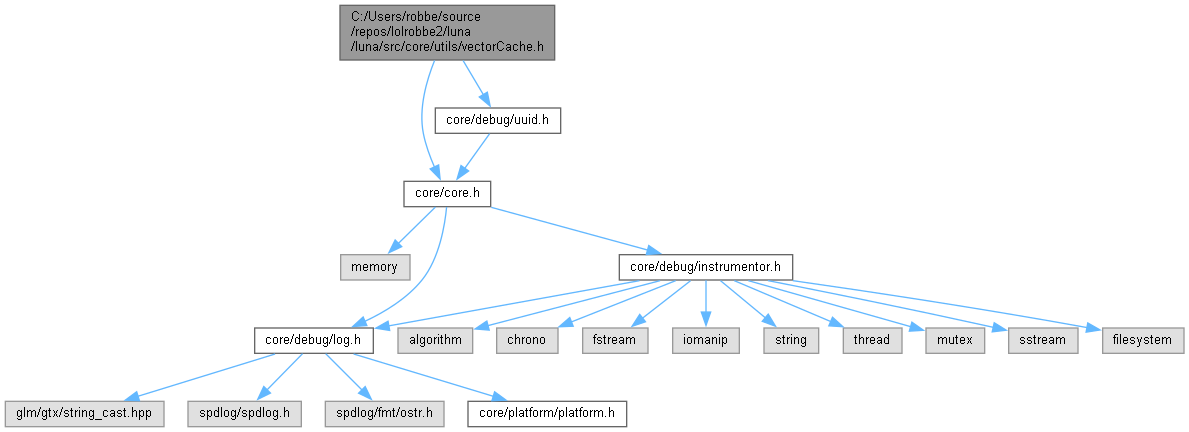 C:/Users/robbe/source
/repos/lolrobbe2/luna
/luna/src/core/utils/vectorCache.h
core/debug/uuid.h
core/core.h
memory
core/debug/instrumentor.h
core/debug/log.h
algorithm
chrono
fstream
iomanip
string
thread
mutex
sstream
filesystem
glm/gtx/string_cast.hpp
spdlog/spdlog.h
spdlog/fmt/ostr.h
core/platform/platform.h